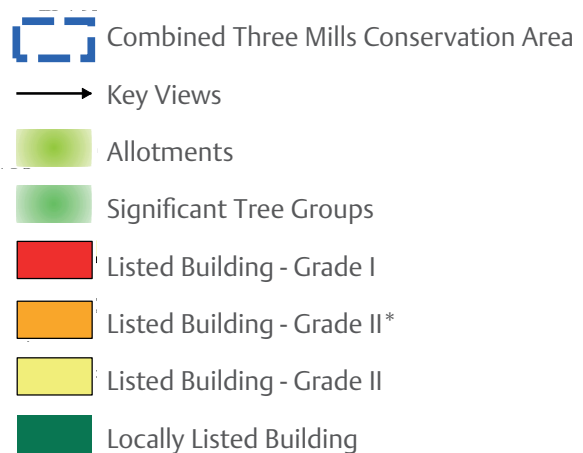 Combined Three Mills Conservation Area
Key Views
Allotments
Significant Tree Groups
Listed Building - Grade I
Listed Building - Grade II*
Listed Building - Grade II
Locally Listed Building